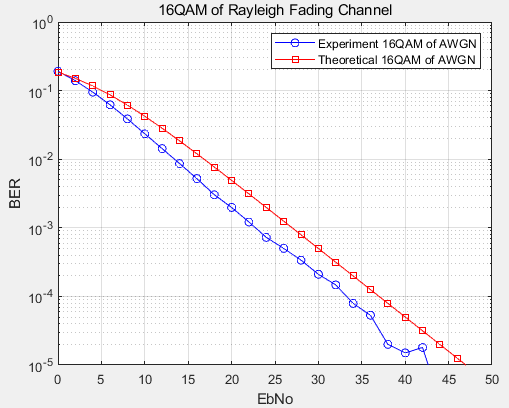 16QAM of Rayleigh Fading Channel
Experiment 16QAM of AWGN
Theoretical 16QAM of AWGN
10^0
10^-1
10^-2
10^-3
10^-4
10^-5
BER
0 5 10 15 20 25 30 35 40 45 50
EbNo